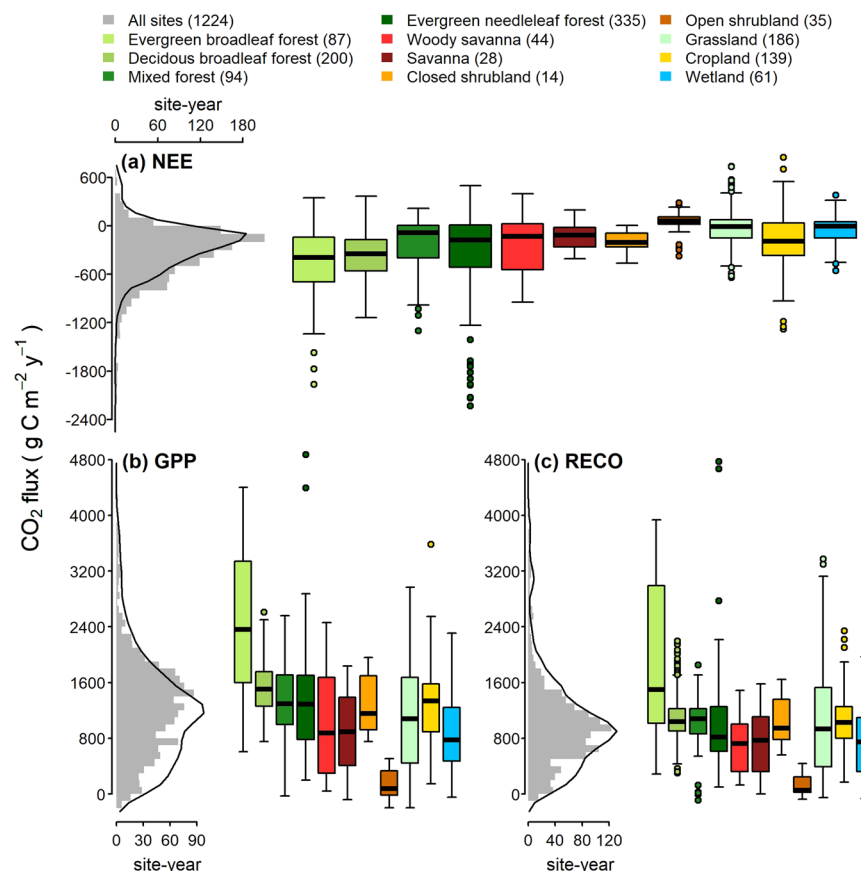 All sites (1224)
Evergreen broadleaf forest (87)
Decidous broadleaf forest (200)
Mixed forest (94)
Evergreen needleleaf forest (335)
Woody savanna (44)
Savanna (28)
Closed shrubland (14)
Open shrubland (35)
Grassland (186)
Cropland (139)
Wetland (61)
site-year
0 60 120 180
(a) NEE
600
0
-600
-1200
-1800
-2400
CO₂ flux ( g C m⁻² y⁻¹ )
(b) GPP
4800
4000
3200
2400
1600
800
0
0 30 60 90
site-year
(c) RECO
4800
4000
3200
2400
1600
800
0
0 40 80 120
site-year